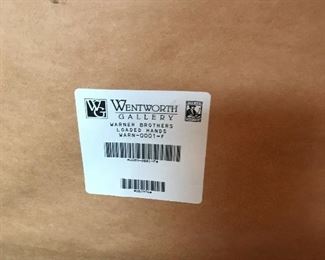 WG
WENTWORTH
GALLERY
WARNER BROTHERS
LOADED HANDS
WARN-0001-F